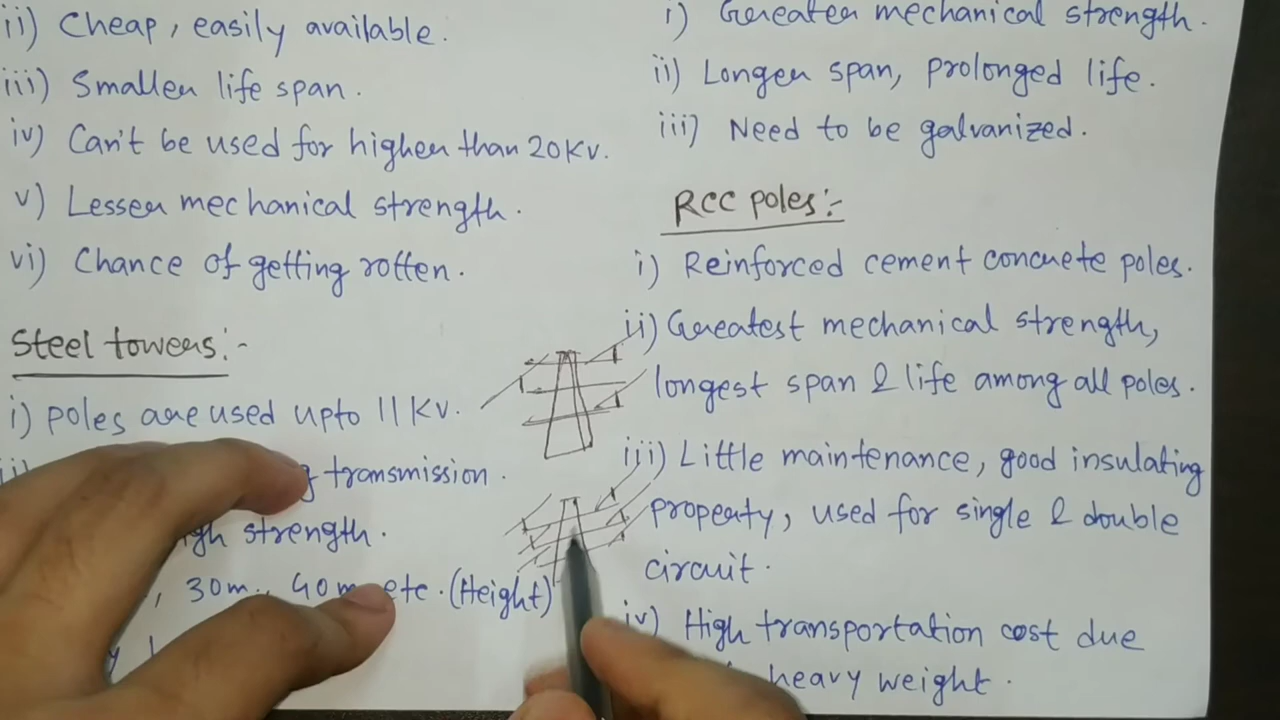 ii) Cheap, easily available.
iii) Smaller life span.
iv) Can't be used for higher than 20KV.
v) Lesser mechanical strength.
vi) Chance of getting rotten.
Steel towers:-
i) Poles are used upto 11KV.
transmission.
strength.
, 30m, 40m etc. (Height)
i) Greater mechanical strength.
ii) Longer span, prolonged life.
iii) Need to be galvanized.
RCC poles:-
i) Reinforced cement concrete poles.
ii) Greatest mechanical strength,
longest span & life among all poles.
iii) Little maintenance, good insulating
property, used for single & double
circuit.
iv) High transportation cost due
heavy weight.